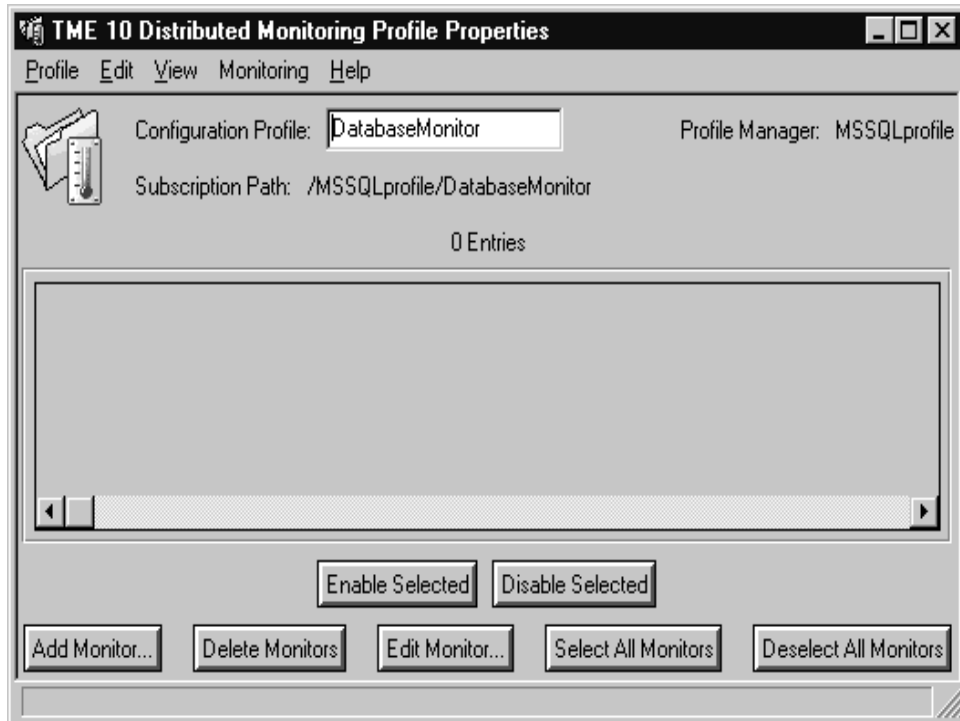 TME 10 Distributed Monitoring Profile Properties
Profile Edit View Monitoring Help
Configuration Profile: DatabaseMonitor Profile Manager: MSSQLprofile
Subscription Path: /MSSQLprofile/DatabaseMonitor
0 Entries
Enable Selected Disable Selected
Add Monitor... Delete Monitors Edit Monitor... Select All Monitors Deselect All Monitors